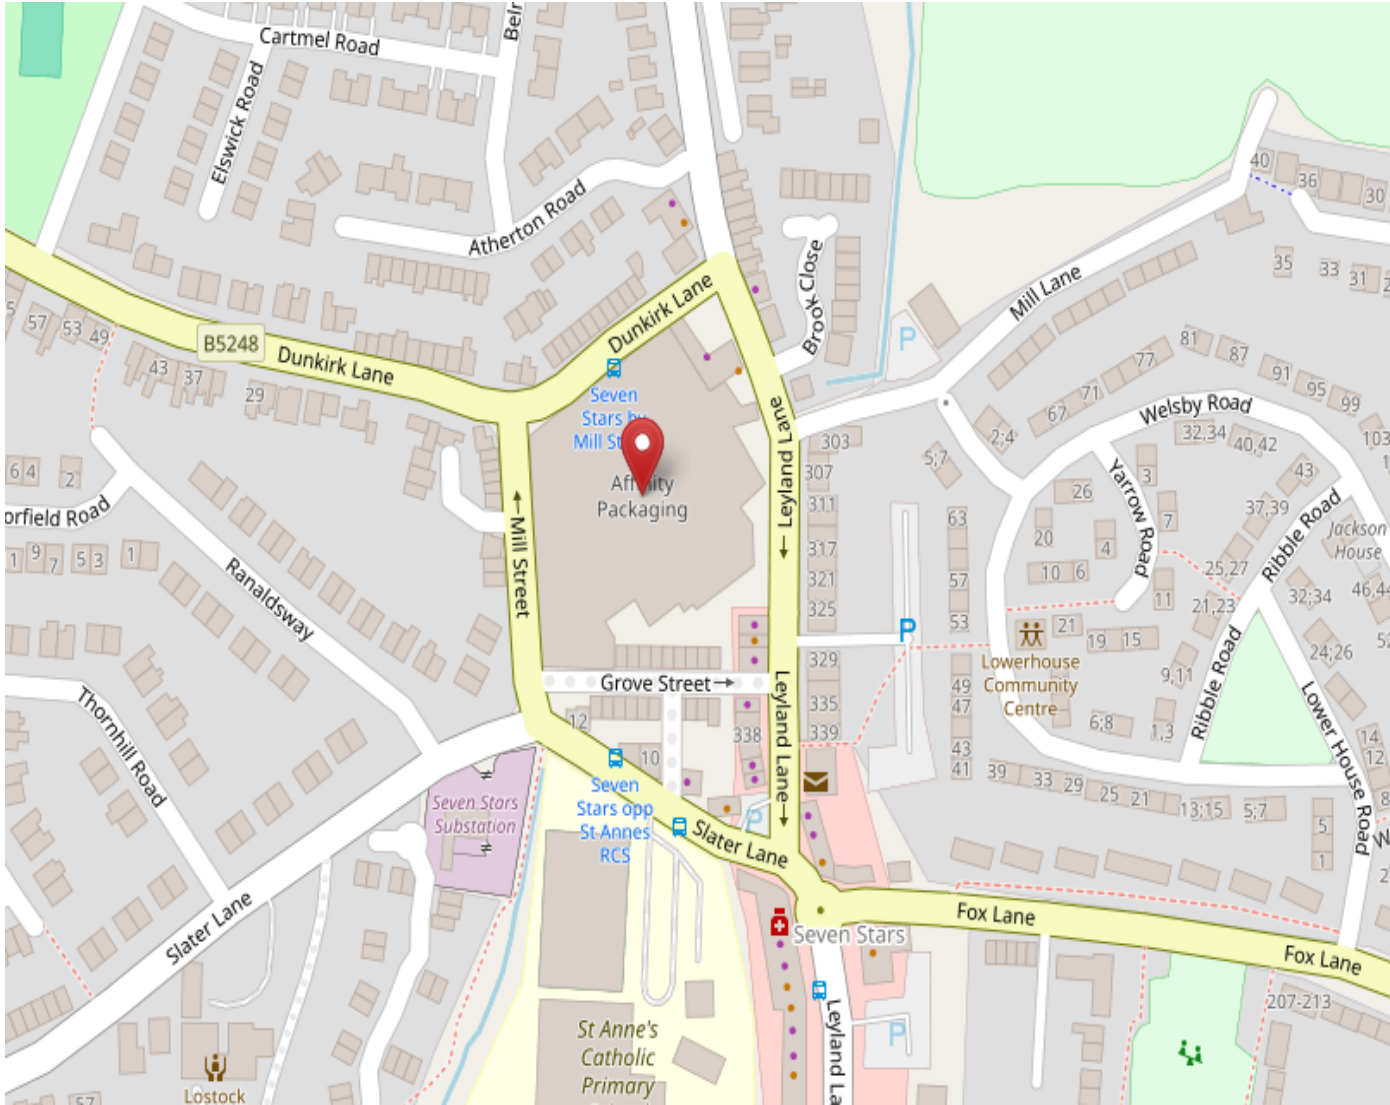 Cartmel Road
Elswick Road
Atherton Road
B5248
Dunkirk Lane
Dunkirk Lane
Brook Close
Mill Lane
40
36
30
35
33
31
57
53
49
43
37
29
Seven
Stars by
Affinity
Packaging
Leyland Lane
P
303
307
311
317
321
325
329
335
339
2;4
5;7
67
71
77
81
87
91
95
99
103
Welsby Road
32,34
40,42
43
37,39
Yarrow Road
3
7
26
20
4
10
6
11
25,27
21,23
Ribble Road
Jackson
House
32;34
24;26
63
57
53
P
21
19
15
9,11
Lowerhouse
Community
Centre
49
47
43
41
6;8
1,3
Ribble Road
Lower House Road
14
12
39
33
29
25
21
13;15
5;7
5
1
6
4
2
9
7
5
3
1
Ranaldsway
Mill Street
Grove Street
Leyland Lane
12
10
338
Thornhill Road
Seven Stars
Substation
Seven
Stars opp
St Annes
RCS
P
Slater Lane
Slater Lane
Seven Stars
Fox Lane
Fox Lane
207-213
P
St Anne's
Catholic
Primary
Lostock
57